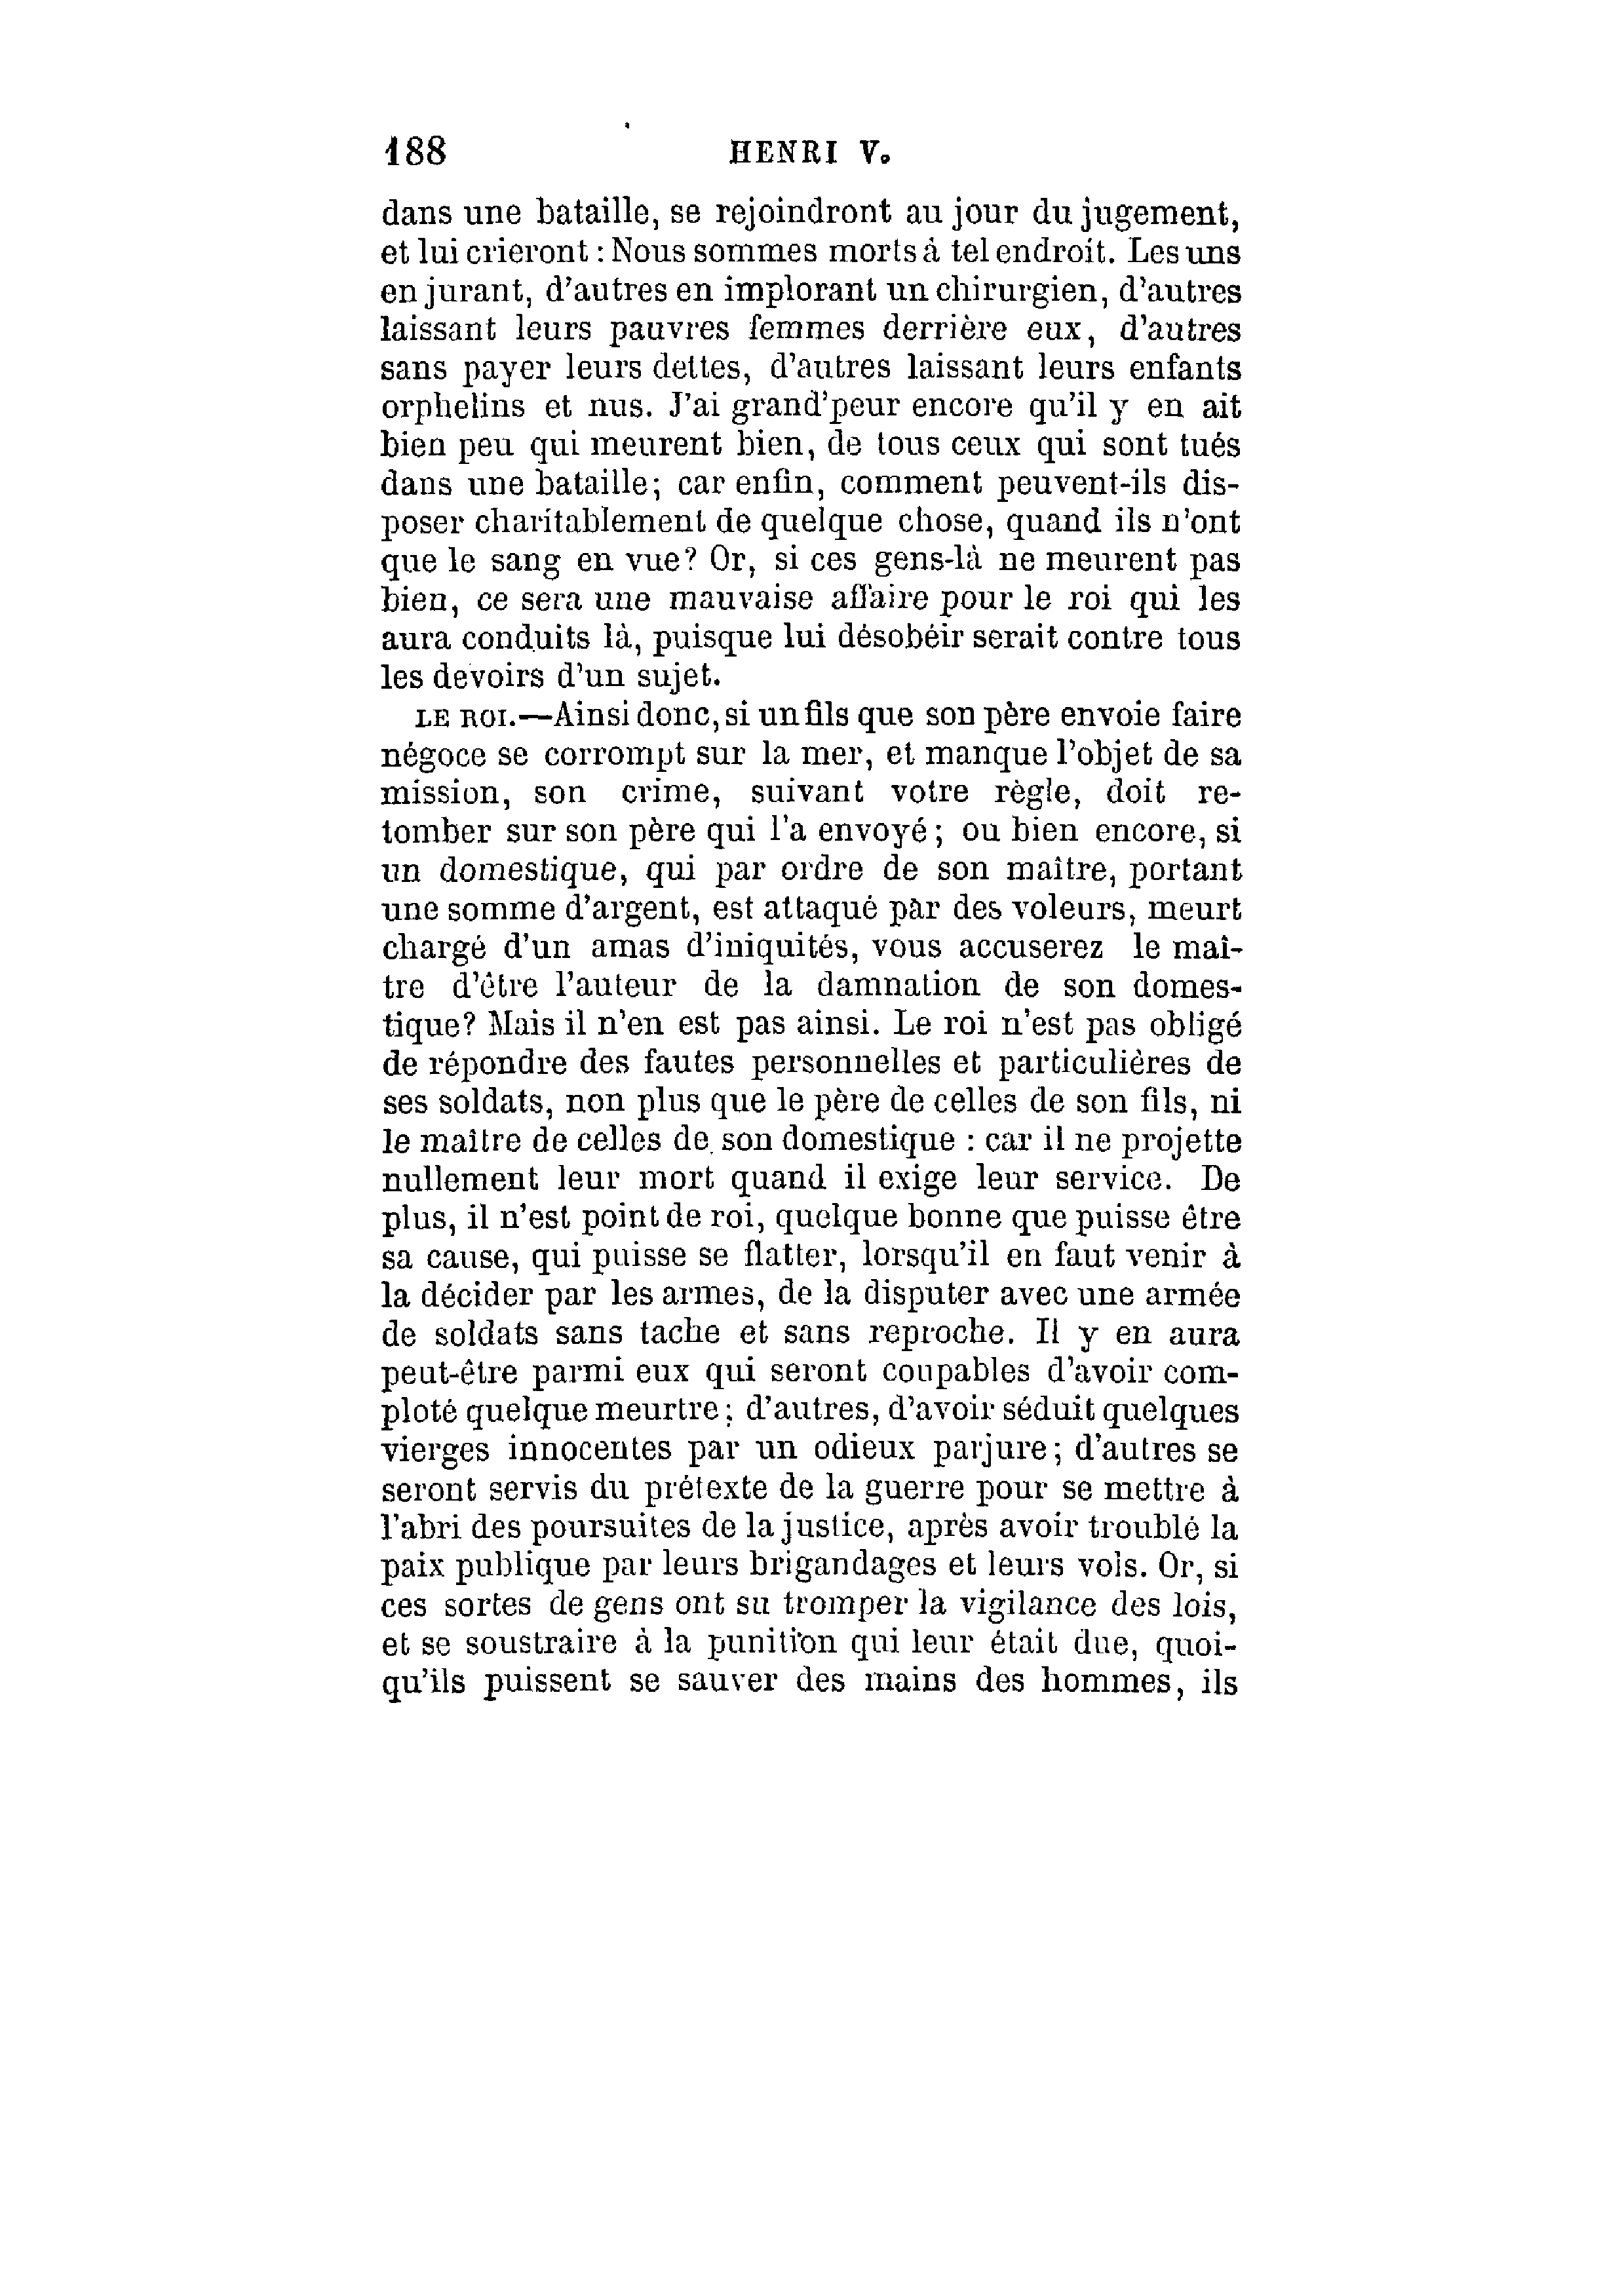 188 HENRI V.
dans une bataille, se rejoindront au jour du jugement,
et lui crieront : Nous sommes morts à tel endroit. Les uns
en jurant, d'autres en implorant un chirurgien, d'autres
laissant leurs pauvres femmes derrière eux, d'autres
sans payer leurs dettes, d'autres laissant leurs enfants
orphelins et nus. J'ai grand'peur encore qu'il y en ait
bien peu qui meurent bien, de tous ceux qui sont tués
dans une bataille; car enfin, comment peuvent-ils dis-
poser charitablement de quelque chose, quand ils n'ont
que le sang en vue? Or, si ces gens-là ne meurent pas
bien, ce sera une mauvaise affaire pour le roi qui les
aura conduits là, puisque lui désobéir serait contre tous
les devoirs d'un sujet.
LE ROI.—Ainsi donc, si un fils que son père envoie faire
négoce se corrompt sur la mer, et manque l'objet de sa
mission, son crime, suivant votre règle, doit re-
tomber sur son père qui l'a envoyé ; ou bien encore, si
un domestique, qui par ordre de son maître, portant
une somme d'argent, est attaqué par des voleurs, meurt
chargé d'un amas d'iniquités, vous accuserez le maî-
tre d'être l'auteur de la damnation de son domes-
tique? Mais il n'en est pas ainsi. Le roi n'est pas obligé
de répondre des fautes personnelles et particulières de
ses soldats, non plus que le père de celles de son fils, ni
le maître de celles de son domestique : car il ne projette
nullement leur mort quand il exige leur service. De
plus, il n'est point de roi, quelque bonne que puisse être
sa cause, qui puisse se flatter, lorsqu'il en faut venir à
la décider par les armes, de la disputer avec une armée
de soldats sans tache et sans reproche. Il y en aura
peut-être parmi eux qui seront coupables d'avoir com-
ploté quelque meurtre ; d'autres, d'avoir séduit quelques
vierges innocentes par un odieux parjure ; d'autres se
seront servis du prétexte de la guerre pour se mettre à
l'abri des poursuites de la justice, après avoir troublé la
paix publique par leurs brigandages et leurs vols. Or, si
ces sortes de gens ont su tromper la vigilance des lois,
et se soustraire à la punition qui leur était due, quoi-
qu'ils puissent se sauver des mains des hommes, ils